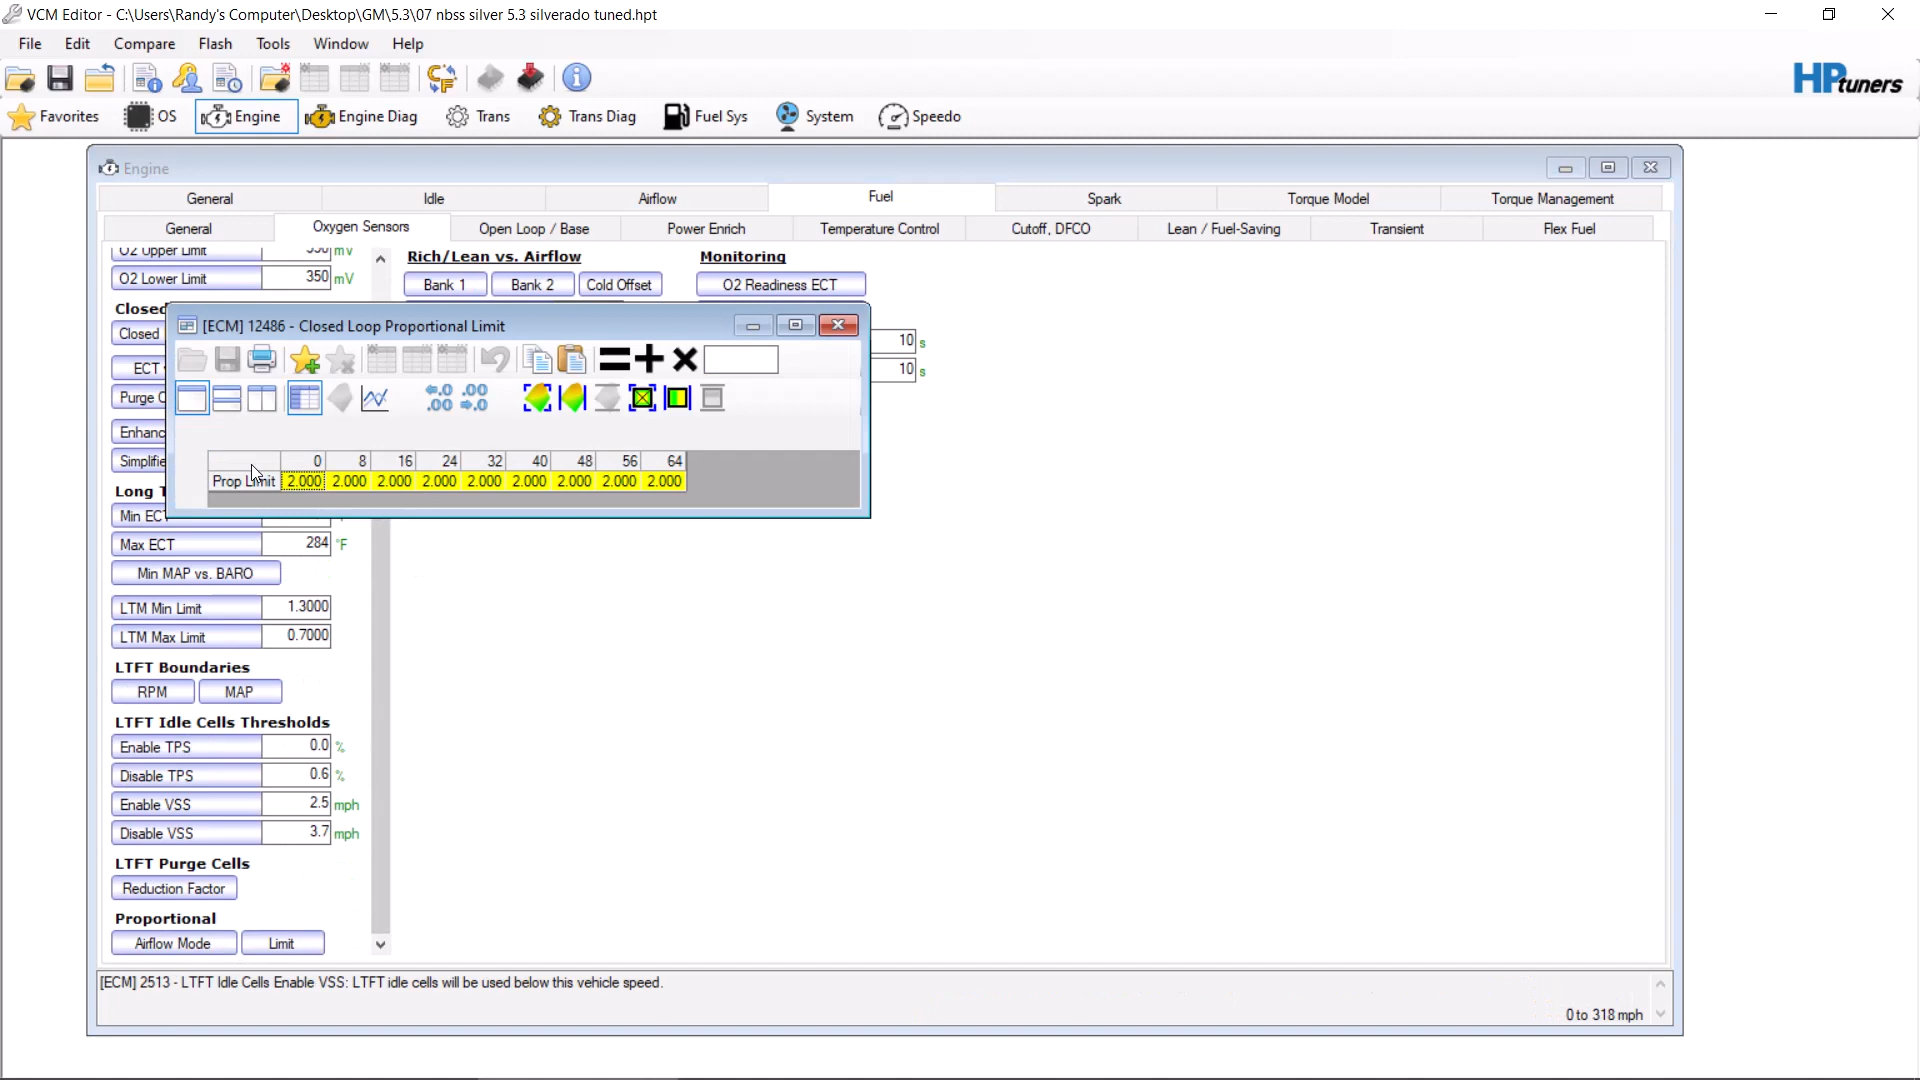 VCM Editor - C:\Users\Randy's Computer\Desktop\GM\5.3\07 nbss silver 5.3 silverado tuned.hpt
File Edit Compare Flash Tools Window Help
HPtuners
Favorites OS Engine Engine Diag Trans Trans Diag Fuel Sys System Speedo
Engine
General Idle Airflow Fuel Spark Torque Model Torque Management
General Oxygen Sensors Open Loop / Base Power Enrich Temperature Control Cutoff, DFCO Lean / Fuel-Saving Transient Flex Fuel
O2 Upper Limit mV
O2 Lower Limit 350 mV
Closed
Closed
ECT
Purge C
Enhanc
Simplifie
Long T
Min ECT
Max ECT 284 °F
Min MAP vs. BARO
LTM Min Limit 1.3000
LTM Max Limit 0.7000
LTFT Boundaries
RPM MAP
LTFT Idle Cells Thresholds
Enable TPS 0.0 %
Disable TPS 0.6 %
Enable VSS 2.5 mph
Disable VSS 3.7 mph
LTFT Purge Cells
Reduction Factor
Proportional
Airflow Mode Limit
Rich/Lean vs. Airflow
Bank 1 Bank 2 Cold Offset
Monitoring
O2 Readiness ECT
10 s
10 s
[ECM] 12486 - Closed Loop Proportional Limit
0 8 16 24 32 40 48 56 64
Prop Limit 2.000 2.000 2.000 2.000 2.000 2.000 2.000 2.000 2.000
[ECM] 2513 - LTFT Idle Cells Enable VSS: LTFT idle cells will be used below this vehicle speed.
0 to 318 mph